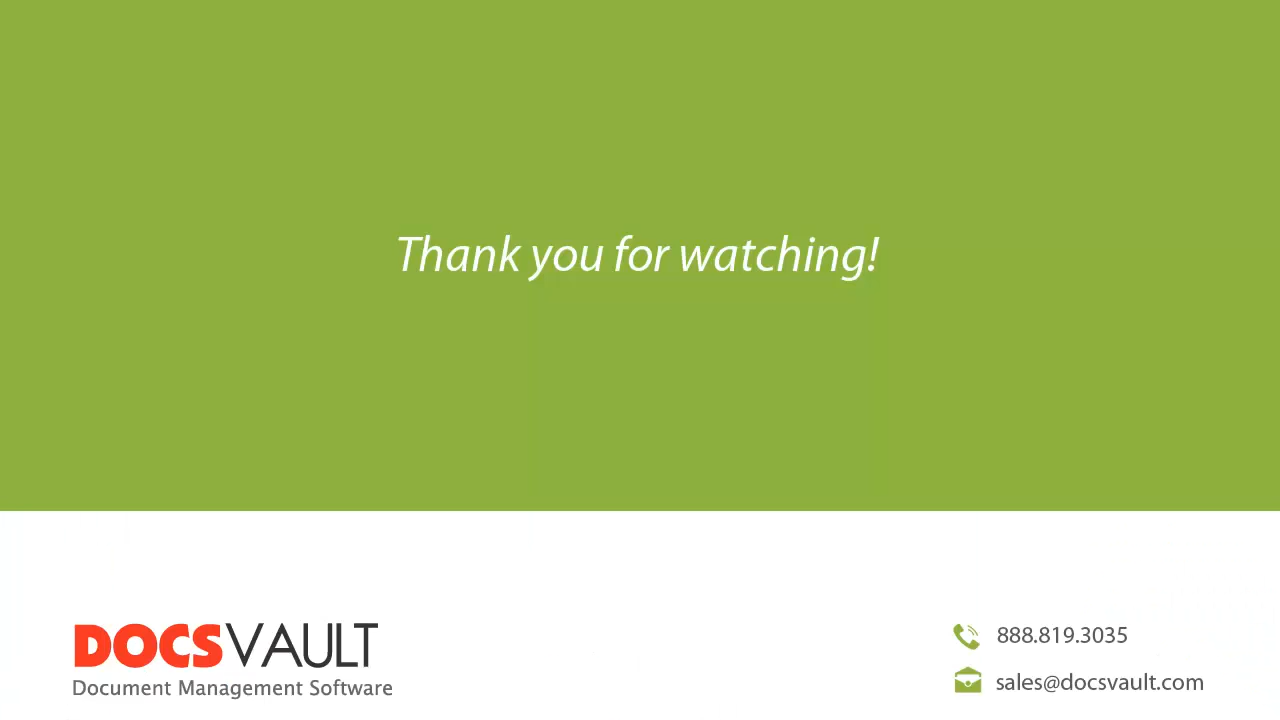 Thank you for watching!
DOCSVAULT
Document Management Software
888.819.3035
sales@docsvault.com